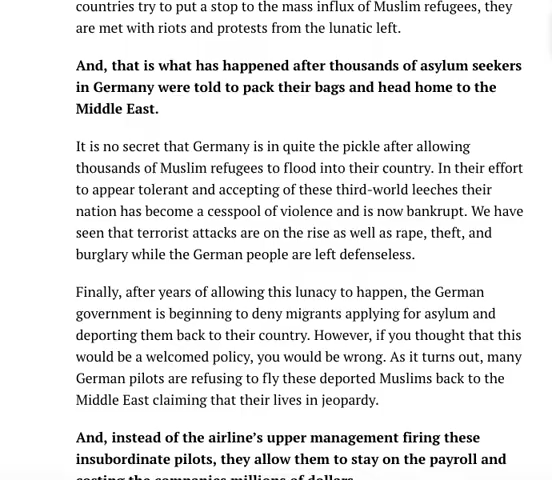 countries try to put a stop to the mass influx of Muslim refugees, they
are met with riots and protests from the lunatic left.
And, that is what has happened after thousands of asylum seekers
in Germany were told to pack their bags and head home to the
Middle East.
It is no secret that Germany is in quite the pickle after allowing
thousands of Muslim refugees to flood into their country. In their effort
to appear tolerant and accepting of these third-world leeches their
nation has become a cesspool of violence and is now bankrupt. We have
seen that terrorist attacks are on the rise as well as rape, theft, and
burglary while the German people are left defenseless.
Finally, after years of allowing this lunacy to happen, the German
government is beginning to deny migrants applying for asylum and
deporting them back to their country. However, if you thought that this
would be a welcomed policy, you would be wrong. As it turns out, many
German pilots are refusing to fly these deported Muslims back to the
Middle East claiming that their lives in jeopardy.
And, instead of the airline's upper management firing these
insubordinate pilots, they allow them to stay on the payroll and
costing the companies millions of dollars.